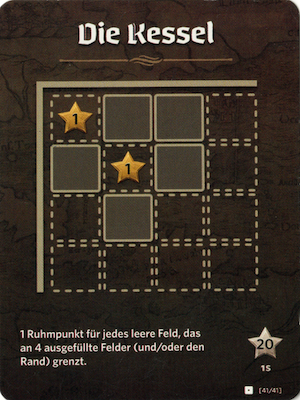 Die Kessel
1
1
1 Ruhmpunkt für jedes leere Feld, das
an 4 ausgefüllte Felder (und/oder den
Rand) grenzt.
20
15
[41/41]